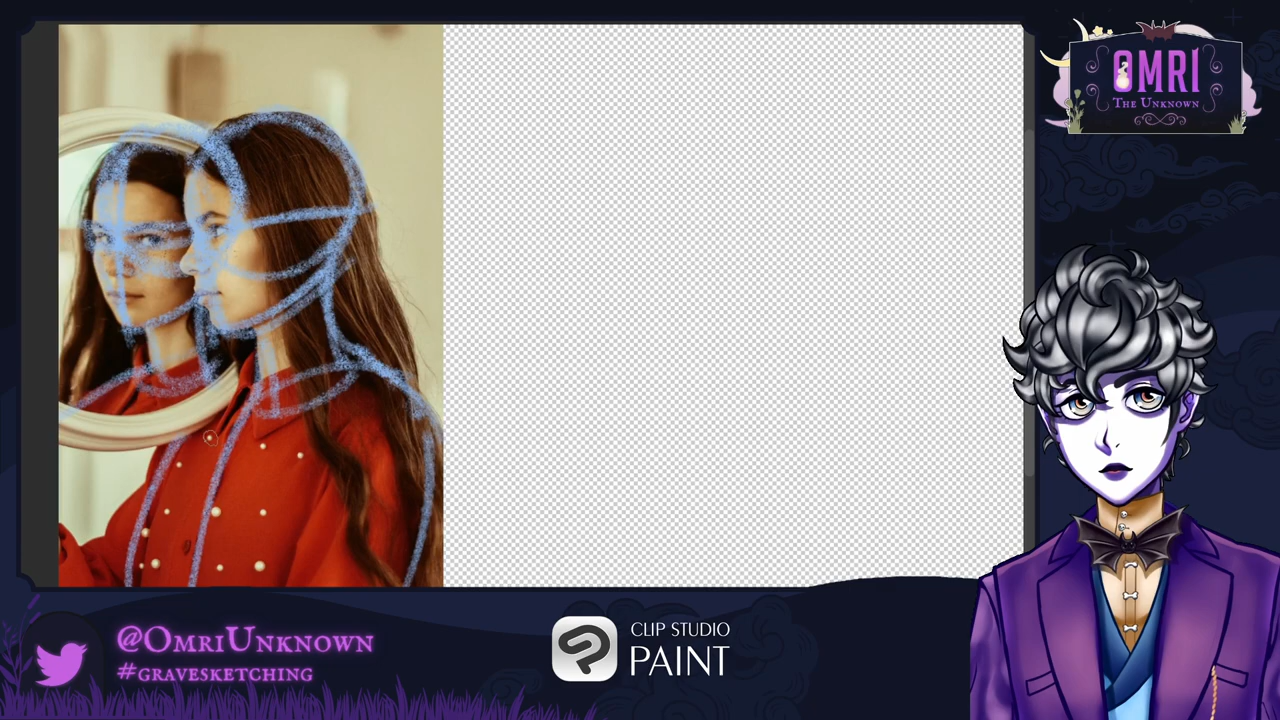 OMRI
The Unknown
@OmriUnknown
#gravesketching
CLIP STUDIO
PAINT